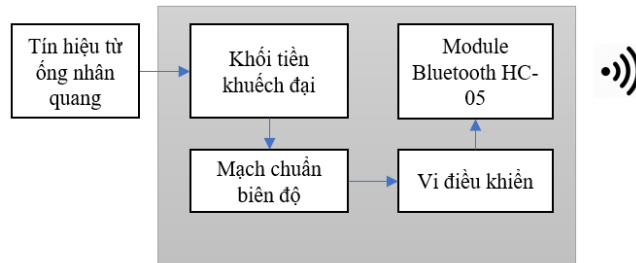 Tín hiệu từ
ống nhân
quang
Khối tiền
khuếch đại
Module
Bluetooth HC-
05
Mạch chuẩn
biên độ
Vi điều khiển